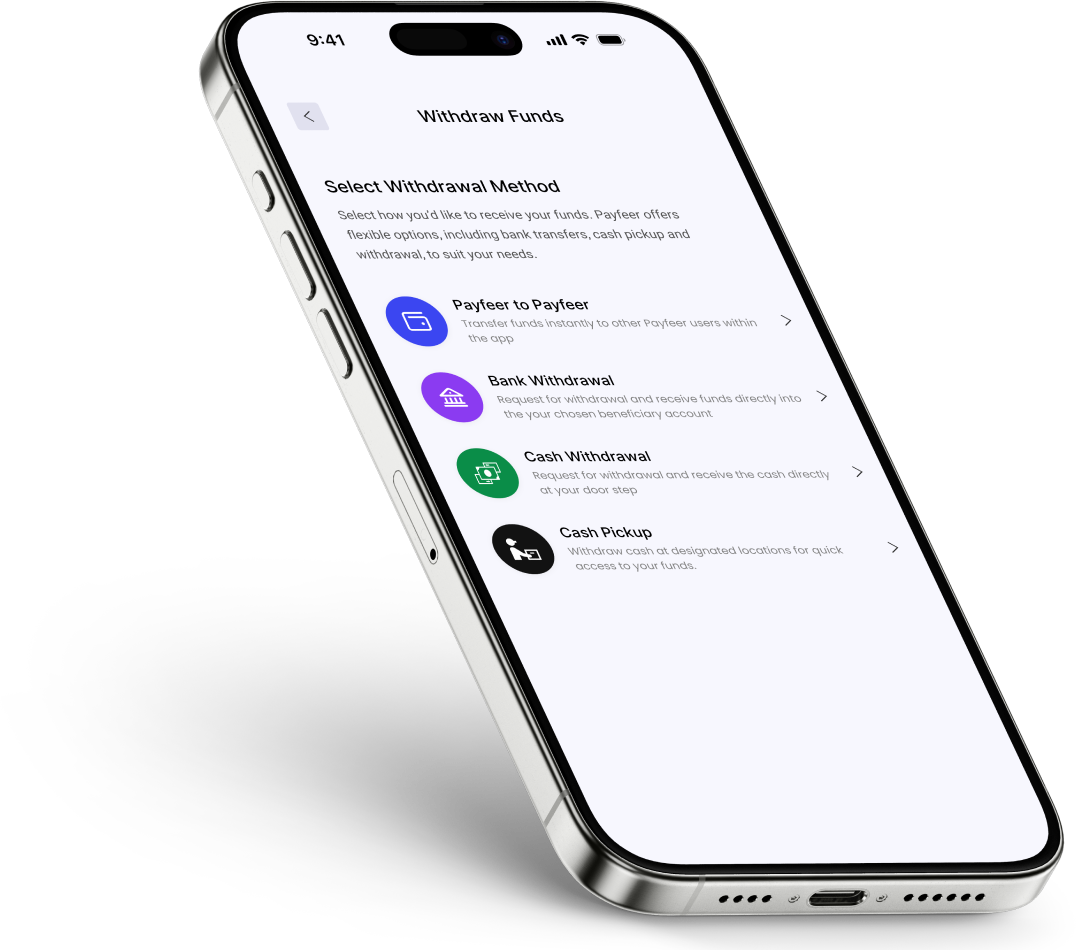 9:41
Withdraw Funds
Select Withdrawal Method
Select how you'd like to receive your funds. Payfeer offers
flexible options, including bank transfers, cash pickup and
withdrawal, to suit your needs.
Payfeer to Payfeer
Transfer funds instantly to other Payfeer users within
the app
Bank Withdrawal
Request for withdrawal and receive funds directly into
the your chosen beneficiary account
Cash Withdrawal
Request for withdrawal and receive the cash directly
at your door step
Cash Pickup
Withdraw cash at designated locations for quick
access to your funds.